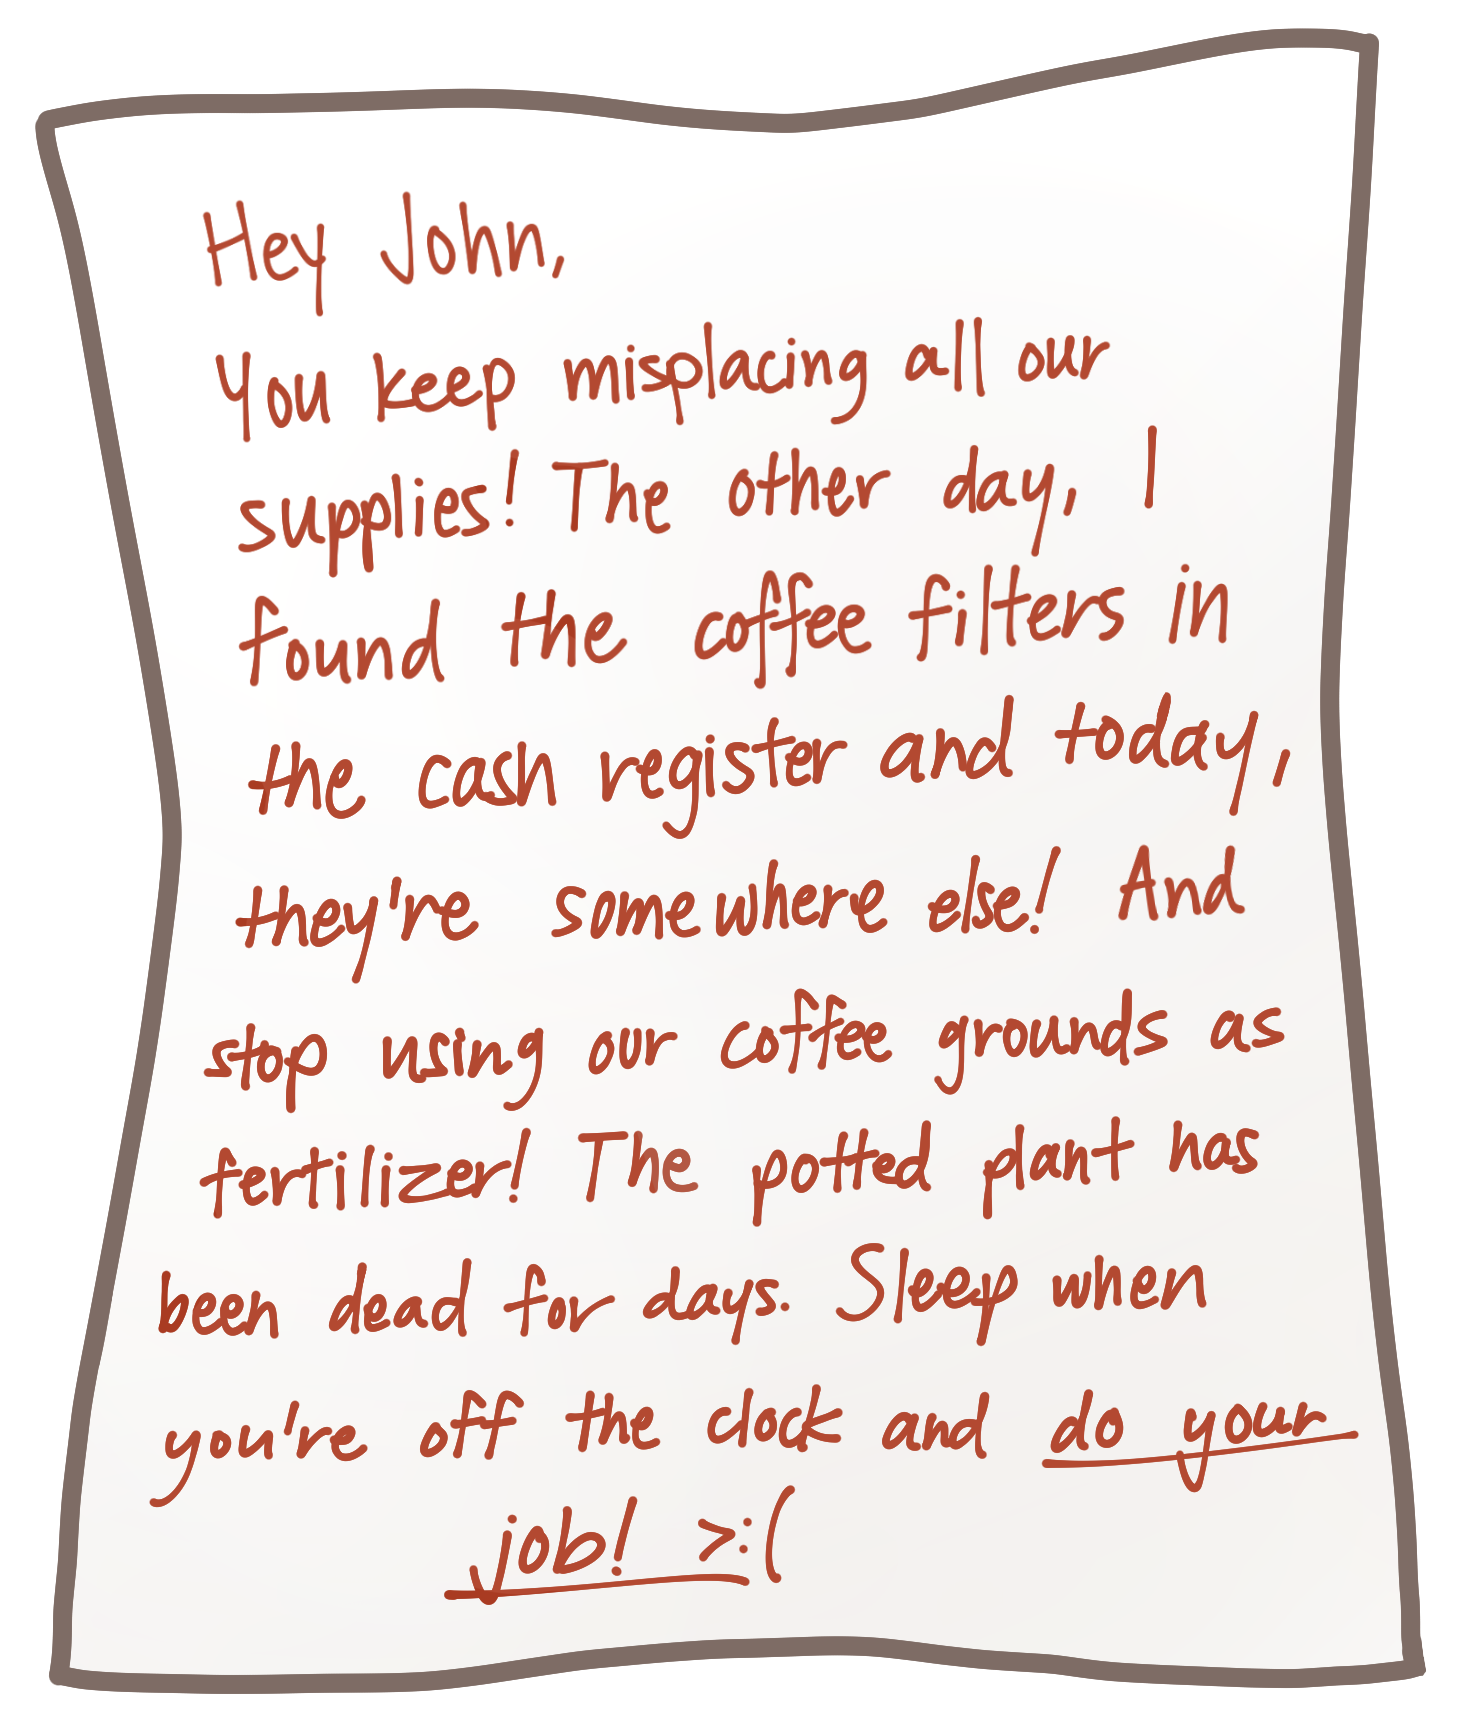 Hey John,
You keep misplacing all our
supplies! The other day, I
found the coffee filters in
the cash register and today,
they're somewhere else! And
stop using our coffee grounds as
fertilizer! The potted plant has
been dead for days. Sleep when
you're off the clock and do your
job! >:(